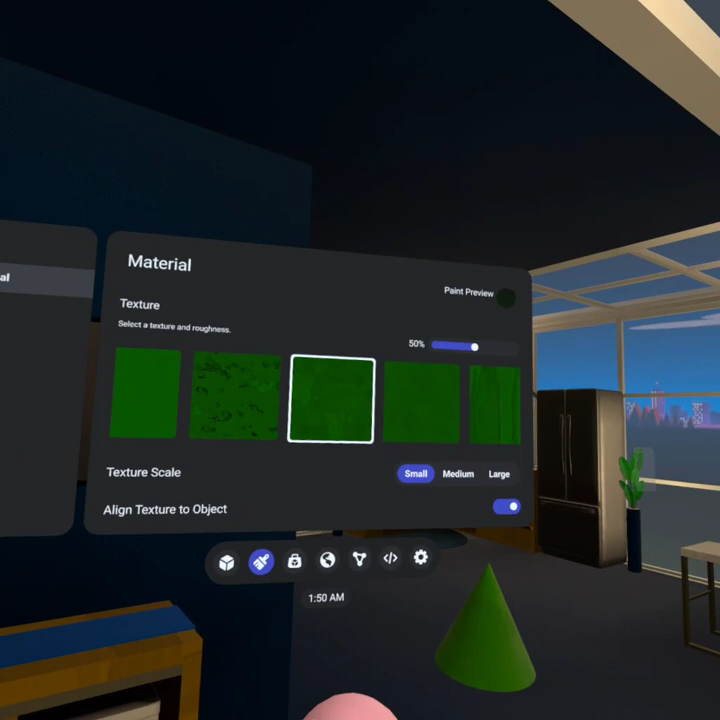 al
Material
Paint Preview
Texture
Select a texture and roughness.
50%
Texture Scale
Small
Medium
Large
Align Texture to Object
</>
1:50 AM